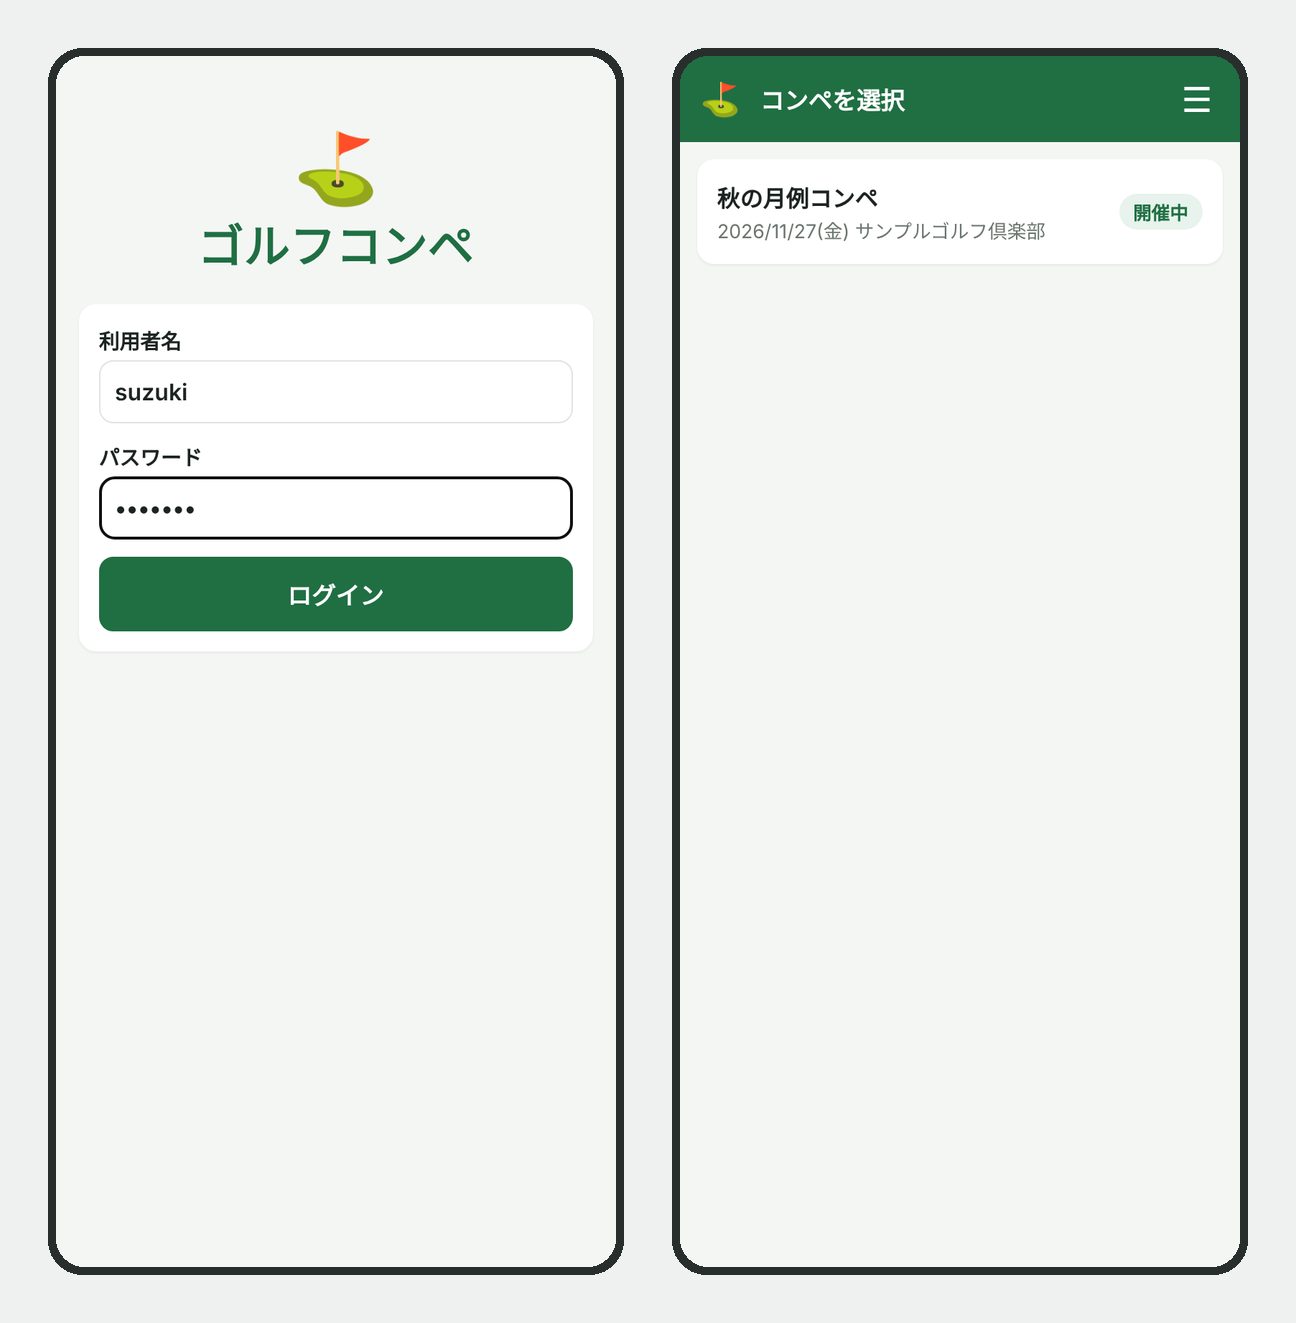 ゴルフコンペ
利用者名
suzuki
パスワード
•••••••
ログイン
コンペを選択
秋の月例コンペ
2026/11/27(金) サンプルゴルフ倶楽部
開催中